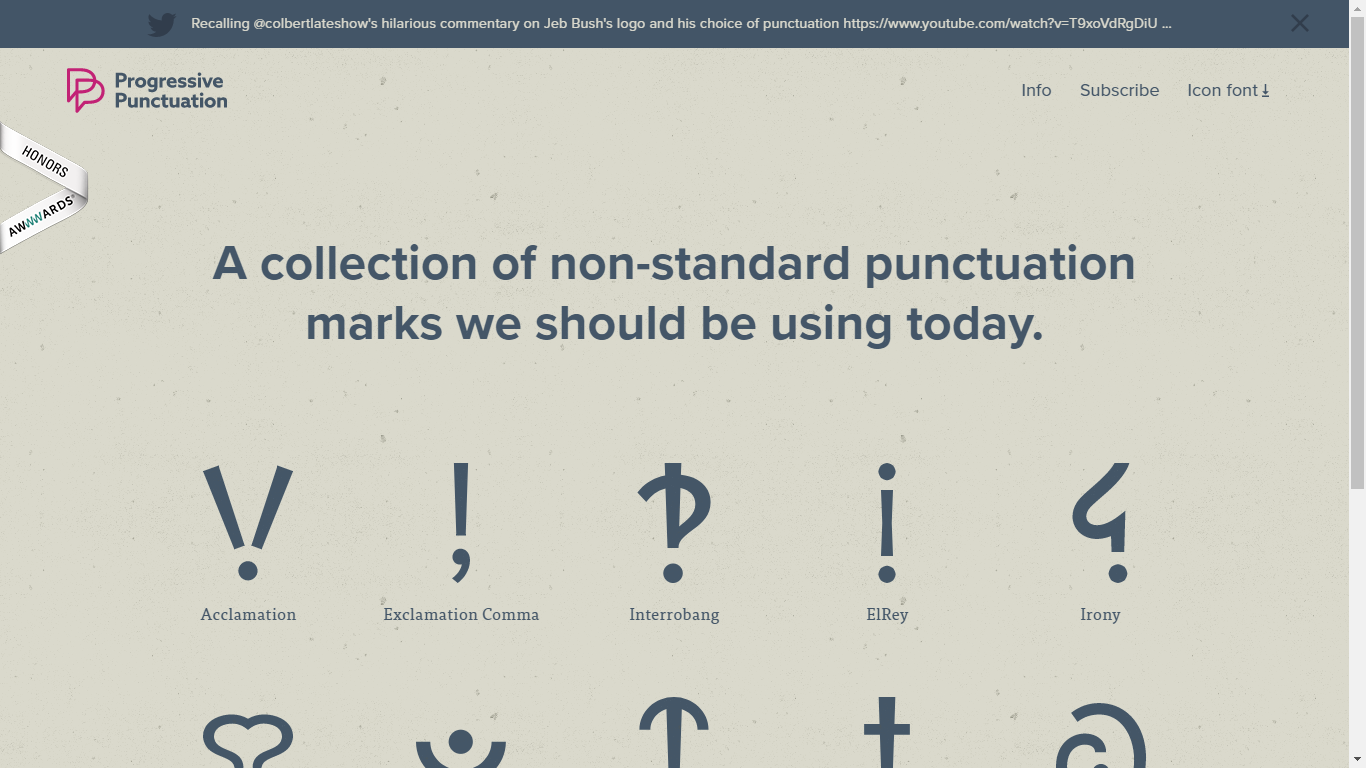 Recalling @colbertlateshow's hilarious commentary on Jeb Bush's logo and his choice of punctuation https://www.youtube.com/watch?v=T9xoVdRgDiU ...
Progressive
Punctuation
Info Subscribe Icon font
HONORS
AWWWARDS®
A collection of non-standard punctuation
marks we should be using today.
Acclamation Exclamation Comma Interrobang ElRey Irony